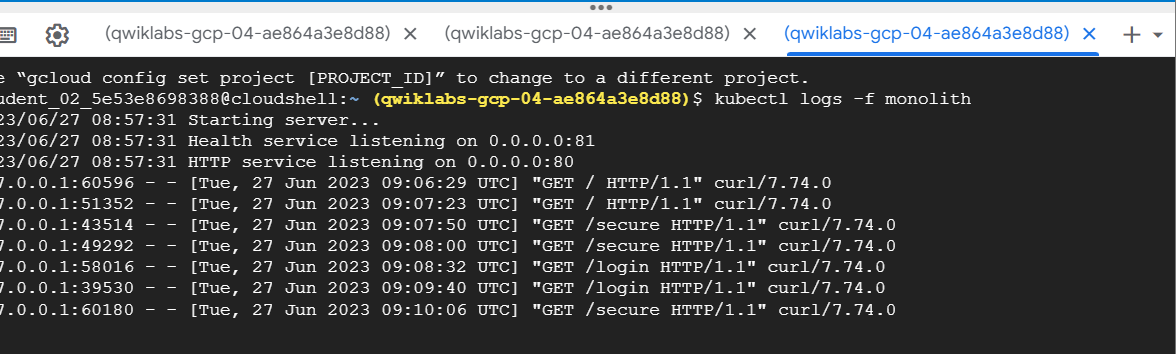 (qwiklabs-gcp-04-ae864a3e8d88) × (qwiklabs-gcp-04-ae864a3e8d88) × (qwiklabs-gcp-04-ae864a3e8d88) × +
e “gcloud config set project [PROJECT_ID]” to change to a different project.
udent_02_5e53e8698388@cloudshell:~ (qwiklabs-gcp-04-ae864a3e8d88)$ kubectl logs -f monolith
23/06/27 08:57:31 Starting server...
23/06/27 08:57:31 Health service listening on 0.0.0.0:81
23/06/27 08:57:31 HTTP service listening on 0.0.0.0:80
7.0.0.1:60596 - - [Tue, 27 Jun 2023 09:06:29 UTC] "GET / HTTP/1.1" curl/7.74.0
7.0.0.1:51352 - - [Tue, 27 Jun 2023 09:07:23 UTC] "GET / HTTP/1.1" curl/7.74.0
7.0.0.1:43514 - - [Tue, 27 Jun 2023 09:07:50 UTC] "GET /secure HTTP/1.1" curl/7.74.0
7.0.0.1:49292 - - [Tue, 27 Jun 2023 09:08:00 UTC] "GET /secure HTTP/1.1" curl/7.74.0
7.0.0.1:58016 - - [Tue, 27 Jun 2023 09:08:32 UTC] "GET /login HTTP/1.1" curl/7.74.0
7.0.0.1:39530 - - [Tue, 27 Jun 2023 09:09:40 UTC] "GET /login HTTP/1.1" curl/7.74.0
7.0.0.1:60180 - - [Tue, 27 Jun 2023 09:10:06 UTC] "GET /secure HTTP/1.1" curl/7.74.0